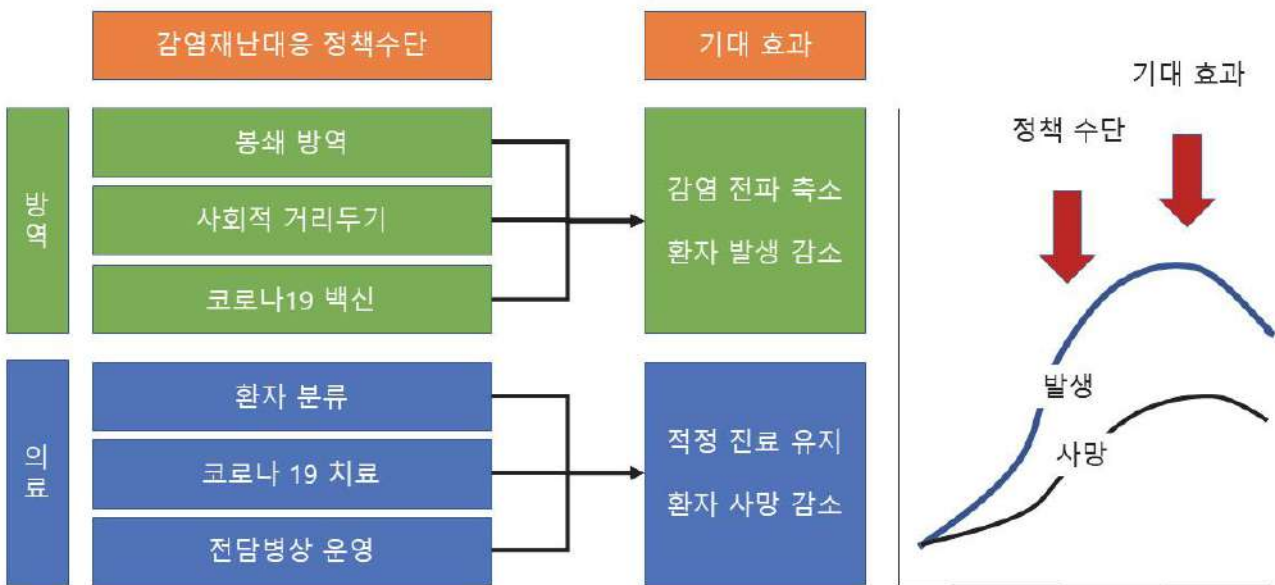 감염재난대응 정책수단
기대 효과
방역
봉쇄 방역
사회적 거리두기
코로나19 백신
감염 전파 축소
환자 발생 감소
의료
환자 분류
코로나 19 치료
전담병상 운영
적정 진료 유지
환자 사망 감소
기대 효과
정책 수단
발생
사망